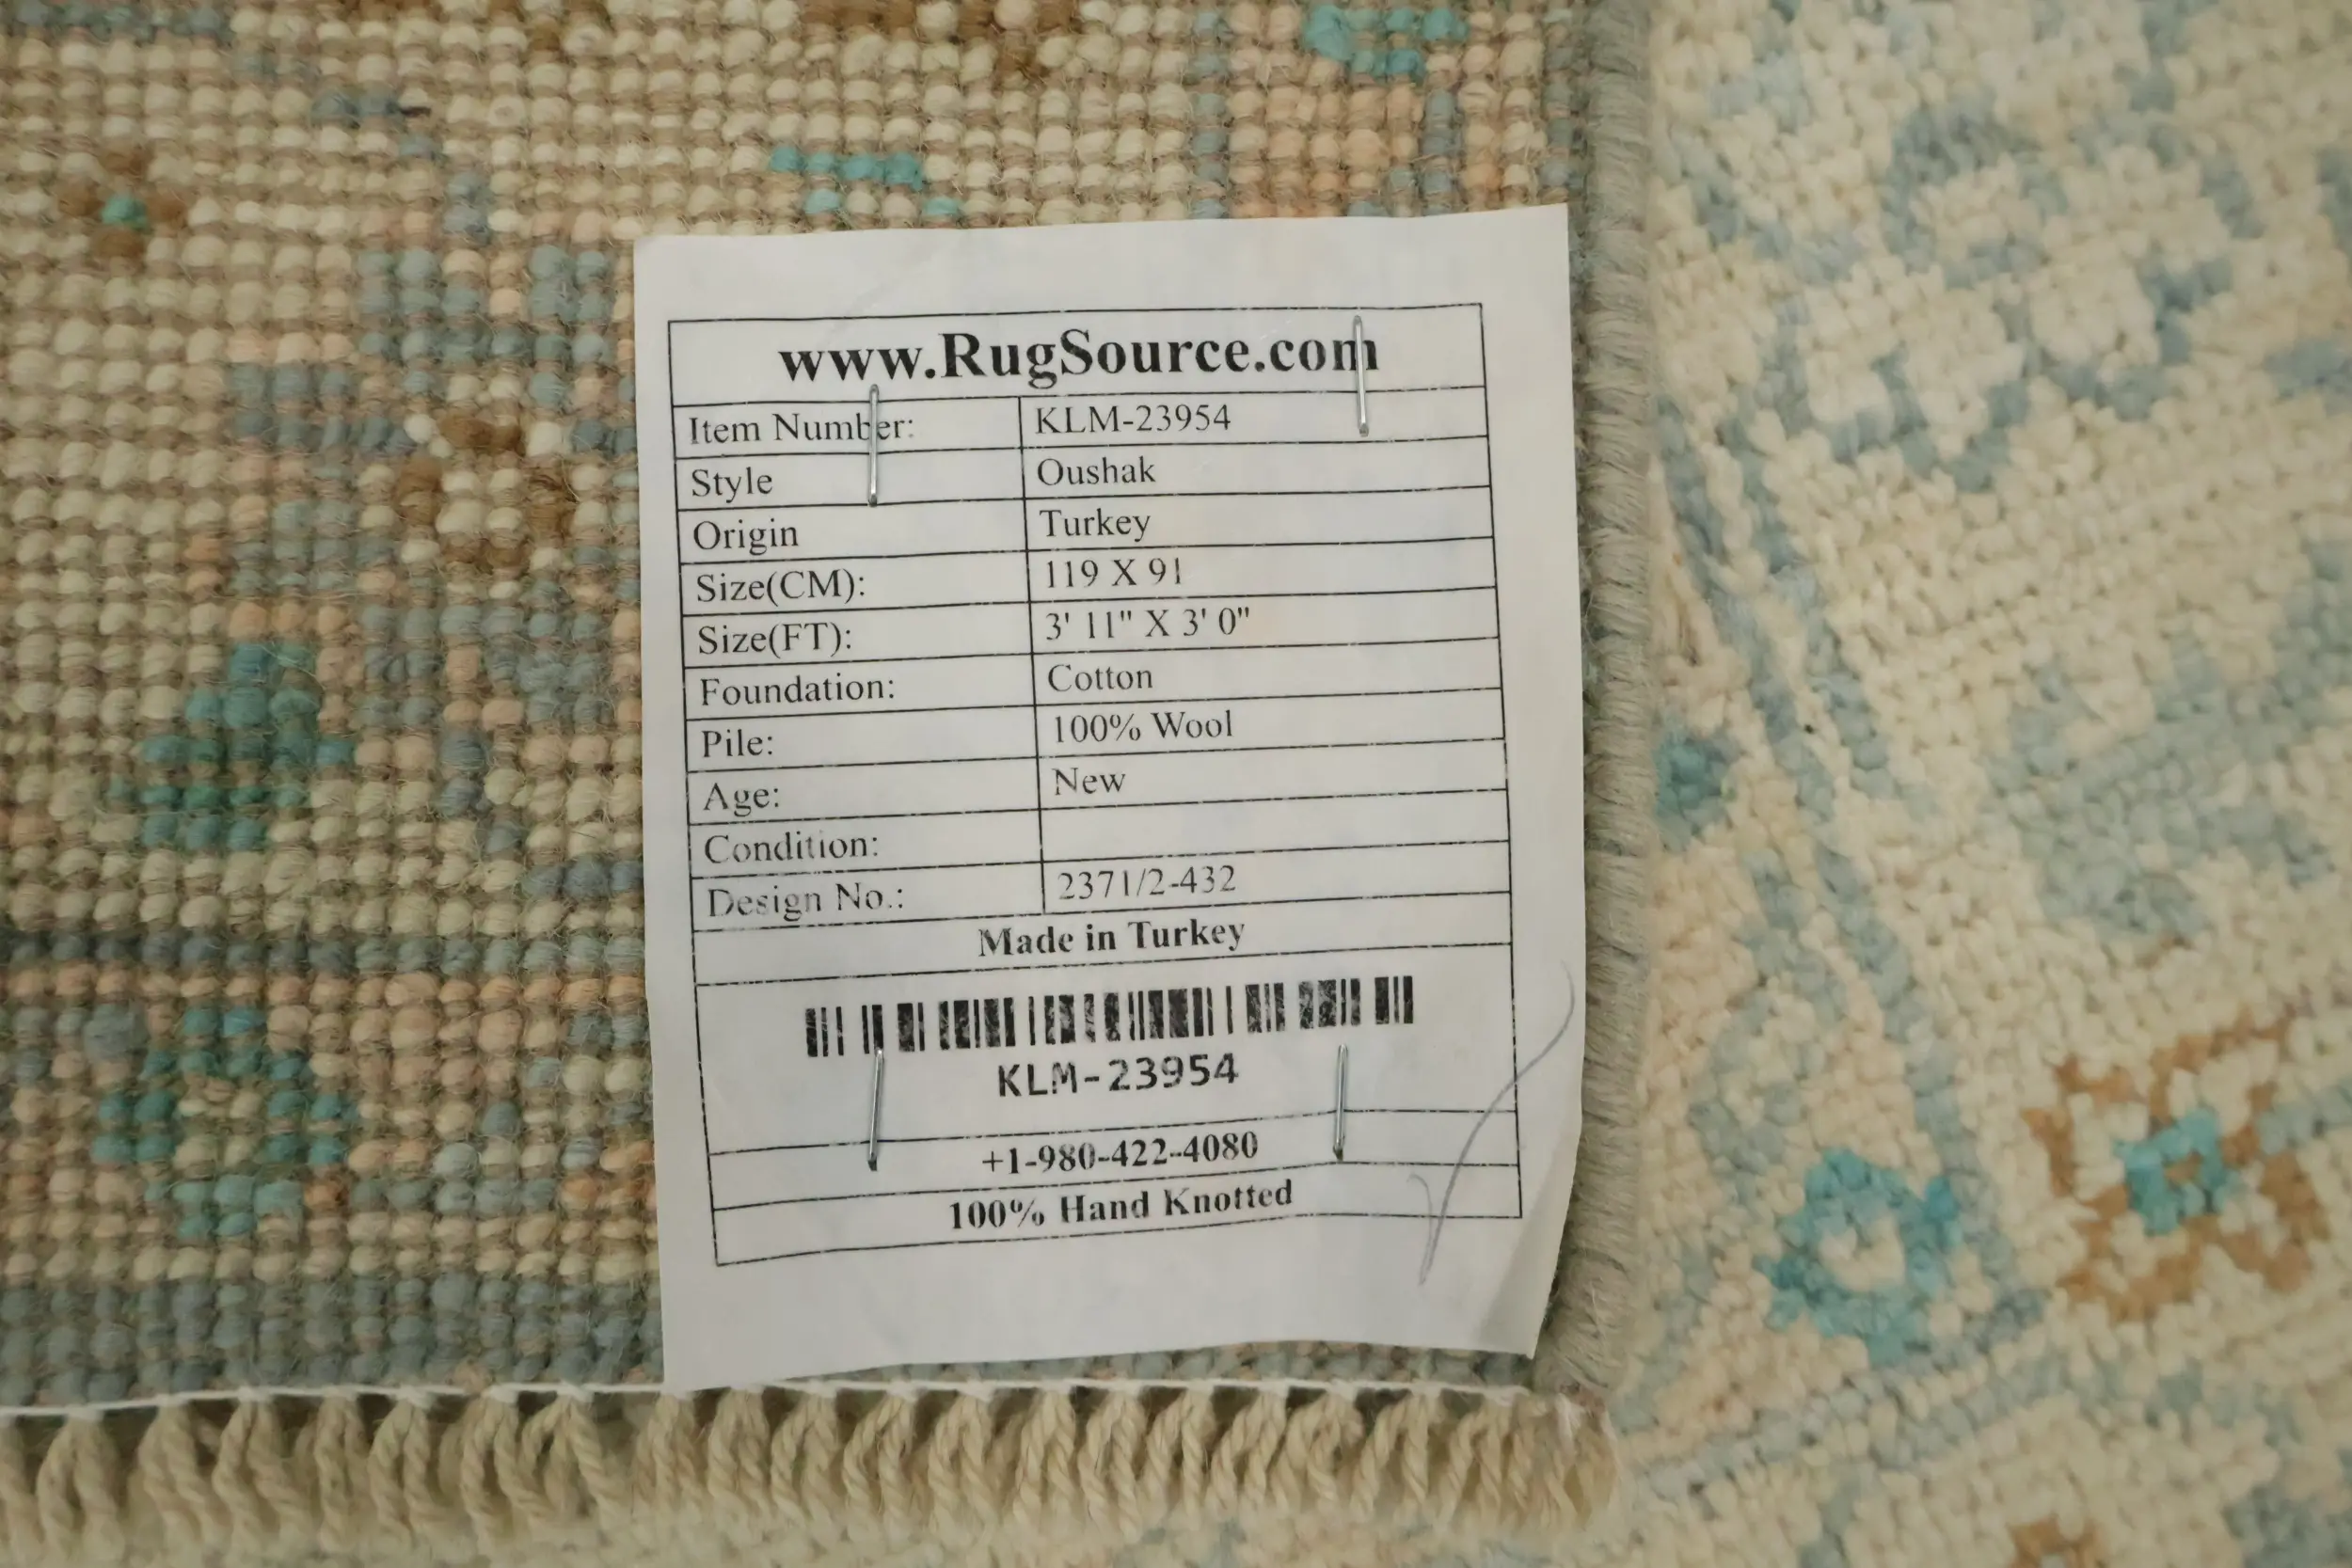 www.RugSource.com
Item Number: KLM-23954
Style Oushak
Origin Turkey
Size(CM): 119 X 91
Size(FT): 3' 11" X 3' 0"
Foundation: Cotton
Pile: 100% Wool
Age: New
Condition:
Design No.: 2371/2-432
Made in Turkey
KLM-23954
+1-980-422-4080
100% Hand Knotted